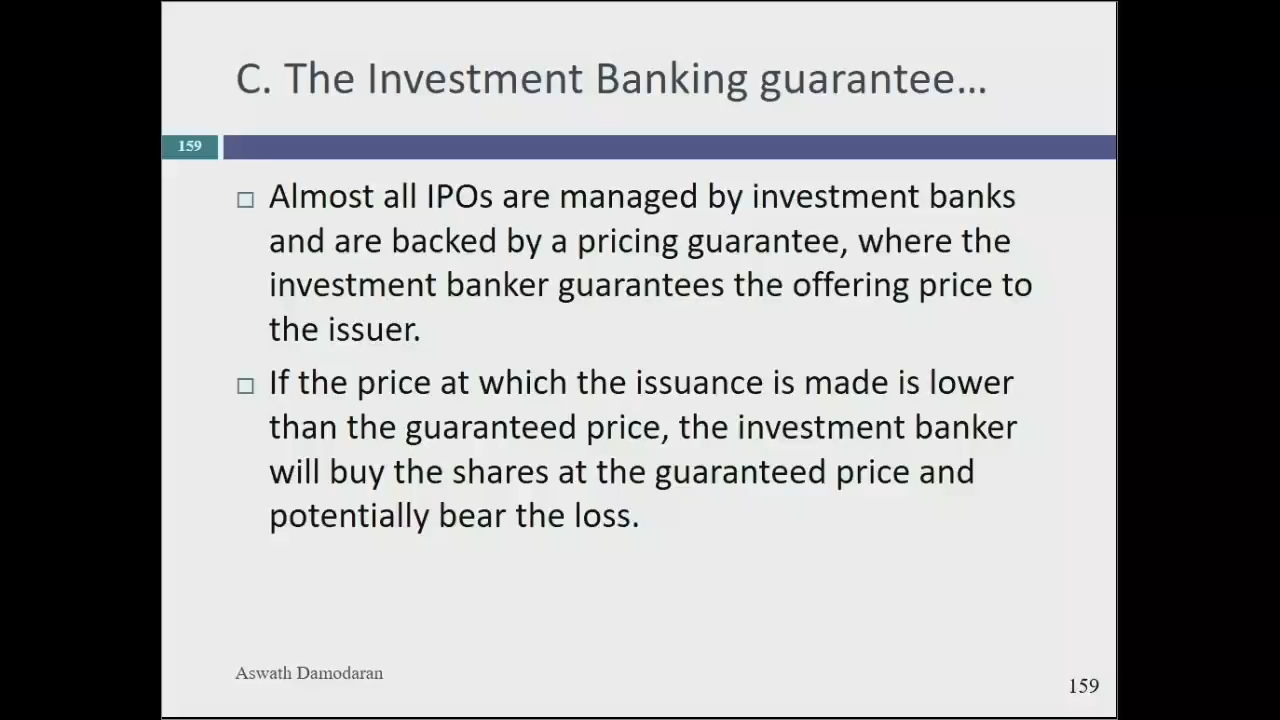 C. The Investment Banking guarantee...
159
Almost all IPOs are managed by investment banks
and are backed by a pricing guarantee, where the
investment banker guarantees the offering price to
the issuer.
If the price at which the issuance is made is lower
than the guaranteed price, the investment banker
will buy the shares at the guaranteed price and
potentially bear the loss.
Aswath Damodaran
159